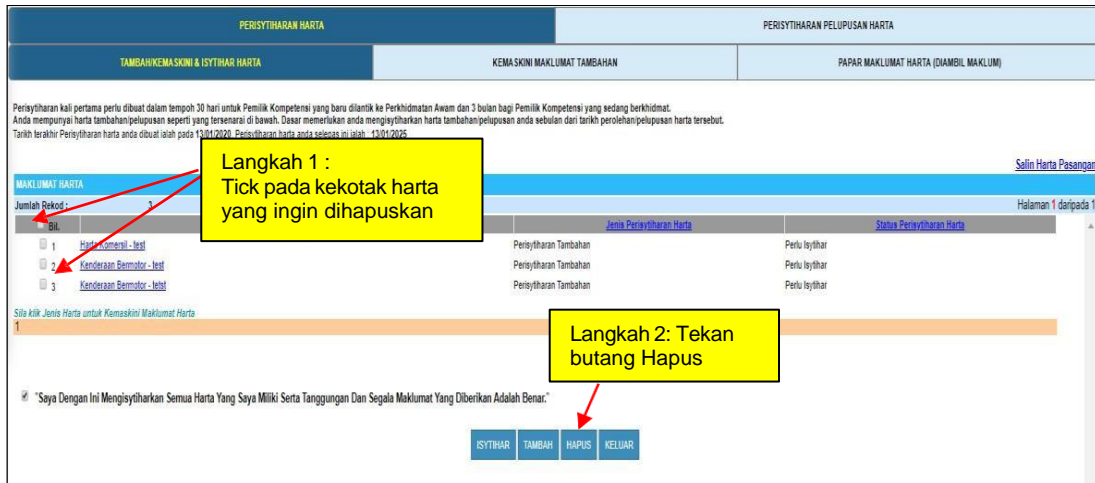 PERISYTIHARAN HARTA
PERISYTIHARAN PELUPUSAN HARTA
TAMBAH/KEMASKINI & ISYTIHAR HARTA
KEMASKINI MAKLUMAT TAMBAHAN
PAPAR MAKLUMAT HARTA (DIAMBIL MAKLUM)
Perisytiharan kali pertama perlu dibuat dalam tempoh 30 hari untuk Pemilik Kompetensi yang baru dilantik ke Perkhidmatan Awam dan 3 bulan bagi Pemilik Kompetensi yang sedang berkhidmat.
Anda mempunyai harta tambahan/pelupusan seperti yang tersenarai di bawah. Dasar memerlukan anda mengisytiharkan harta tambahan/pelupusan anda sebulan dari tarikh perolehan/pelupusan harta tersebut.
Tarikh terakhir Perisytiharan harta anda dibuat ialah pada 13/01/2020. Perisytiharan harta anda selepas ini ialah : 13/01/2025
Langkah 1 :
Tick pada kekotak harta
yang ingin dihapuskan
Salin Harta Pasangan
MAKLUMAT HARTA
Jumlah Rekod : 3 Halaman 1 daripada 1
Bil. Jenis Perisytiharan Harta Status Perisytiharan Harta
1 Harta Komersil - test Perisytiharan Tambahan Perlu Isytihar
2 Kenderaan Bermotor - test Perisytiharan Tambahan Perlu Isytihar
3 Kenderaan Bermotor - tetst Perisytiharan Tambahan Perlu Isytihar
Sila klik Jenis Harta untuk Kemaskini Maklumat Harta
1
Langkah 2: Tekan
butang Hapus
"Saya Dengan Ini Mengisytiharkan Semua Harta Yang Saya Miliki Serta Tanggungan Dan Segala Maklumat Yang Diberikan Adalah Benar."
ISYTIHAR TAMBAH HAPUS KELUAR